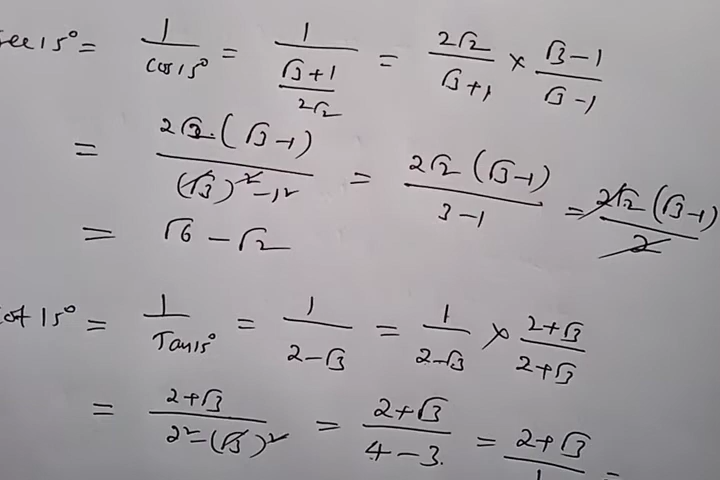 sec15° = 1/cos15° = 1/((√3+1)/(2√2)) = 2√2/(√3+1) × (√3-1)/(√3-1)
= 2√2.(√3-1)/((√3)²-1²) = 2√2(√3-1)/(3-1) = 2√2(√3-1)/2
= √6 - √2
cot 15° = 1/Tan15° = 1/(2-√3) = 1/(2-√3) × (2+√3)/(2+√3)
= (2+√3)/(2²-(√3)²) = (2+√3)/(4-3.) = (2+√3)/1 =